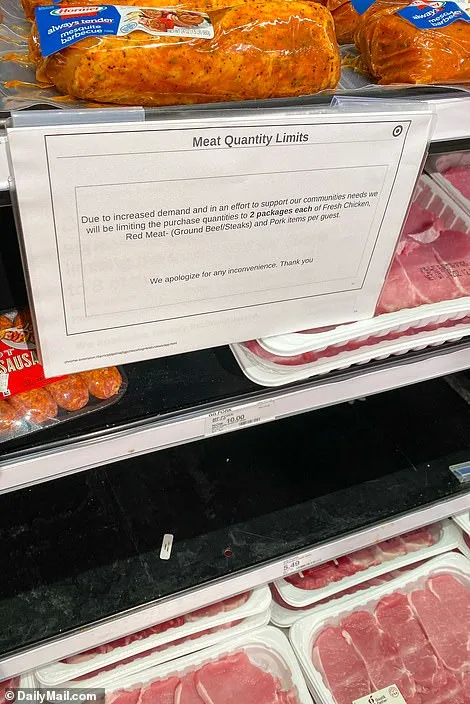 Hormel
always tender
mesquite
barbecue
always tender
Meat Quantity Limits
Due to increased demand and in an effort to support our communities needs we
will be limiting the purchase quantities to 2 packages each of Fresh Chicken,
Red Meat- (Ground Beef/Steaks) and Pork items per guest.
We apologize for any inconvenience. Thank you
10.00
5.49
© DailyMail.com